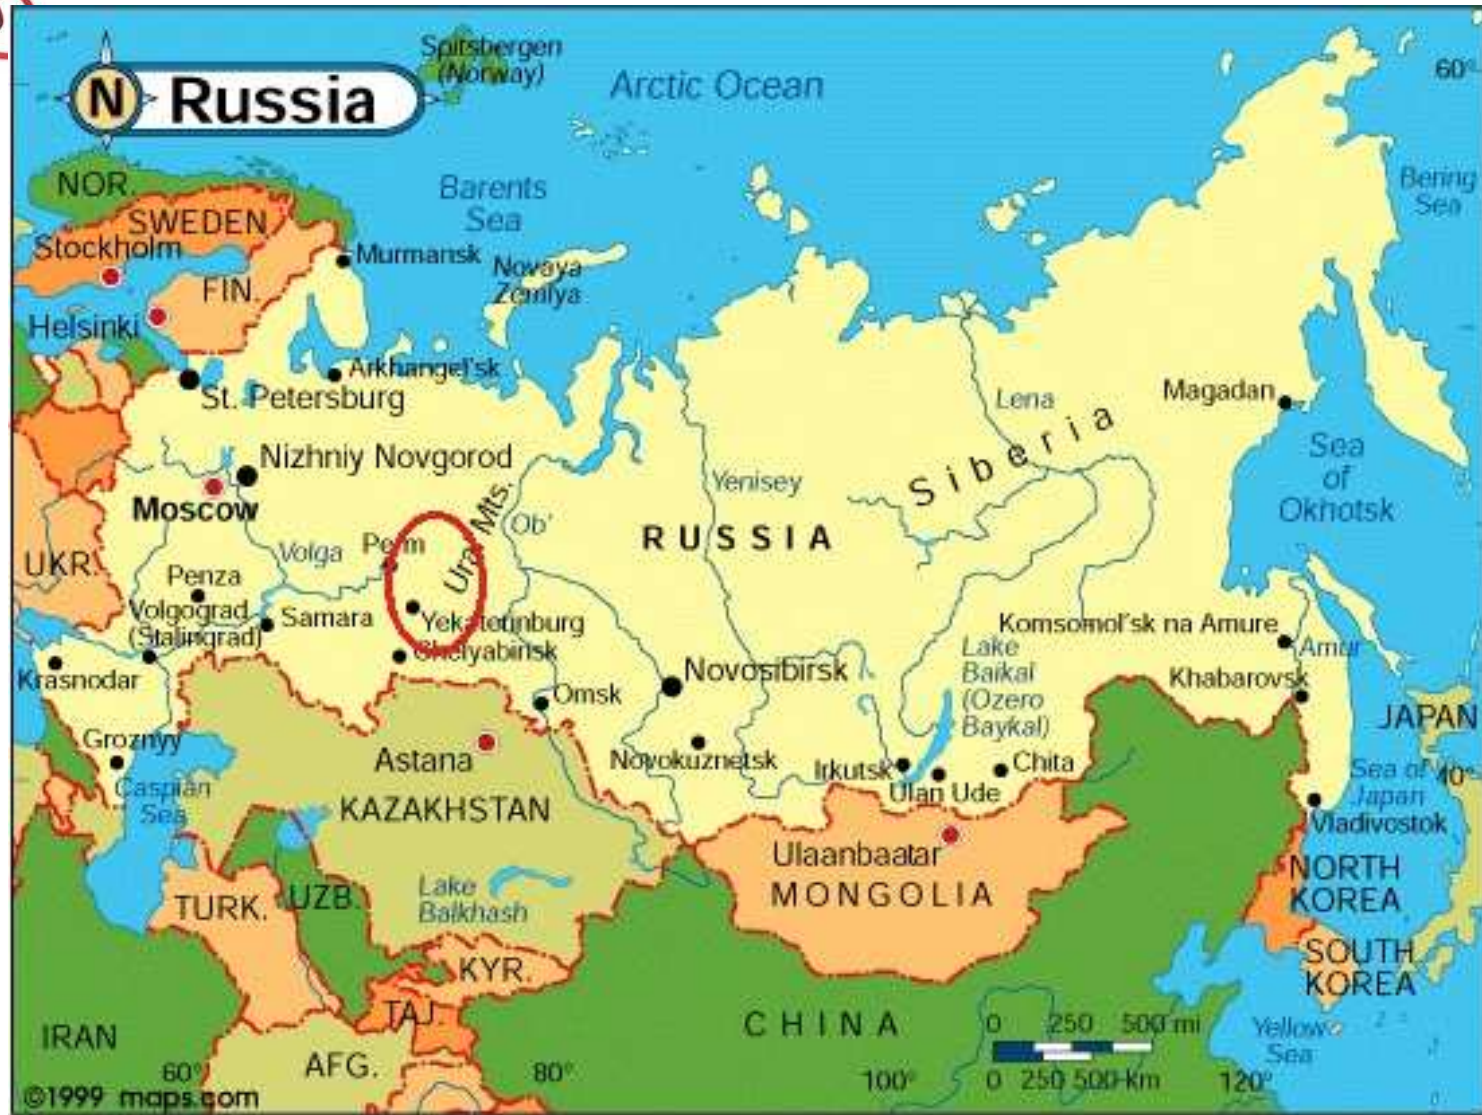 Spitsbergen
(Norway)
Arctic Ocean
60°
N Russia
NOR.
Barents
Sea
Bering
Sea
SWEDEN
Stockholm
Murmansk
Novaya
Zemlya
FIN.
Helsinki
Arkhangel'sk
St. Petersburg
Lena
Magadan
Siberia
Sea
of
Okhotsk
Nizhniy Novgorod
Moscow
Ural Mts.
Ob'
Yenisey
RUSSIA
UKR.
Volga
Perm
Penza
Volgograd
(Stalingrad)
Samara
Yekaterinburg
Chelyabinsk
Komsomol'sk na Amure
Amur
Lake
Baikal
(Ozero
Baykal)
Krasnodar
Omsk
Novosibirsk
Khabarovsk
JAPAN
Groznyy
Astana
Novokuznetsk
Irkutsk
Ulan Ude
Chita
Sea of
Japan
40°
Caspian
Sea
KAZAKHSTAN
Vladivostok
Ulaanbaatar
MONGOLIA
NORTH
KOREA
TURK.
UZB.
Lake
Balkhash
KYR.
SOUTH
KOREA
TAJ.
CHINA
0 250 500 mi
0 250 500 km
Yellow
Sea
IRAN
AFG.
60°
80°
100°
120°
©1999 maps.com